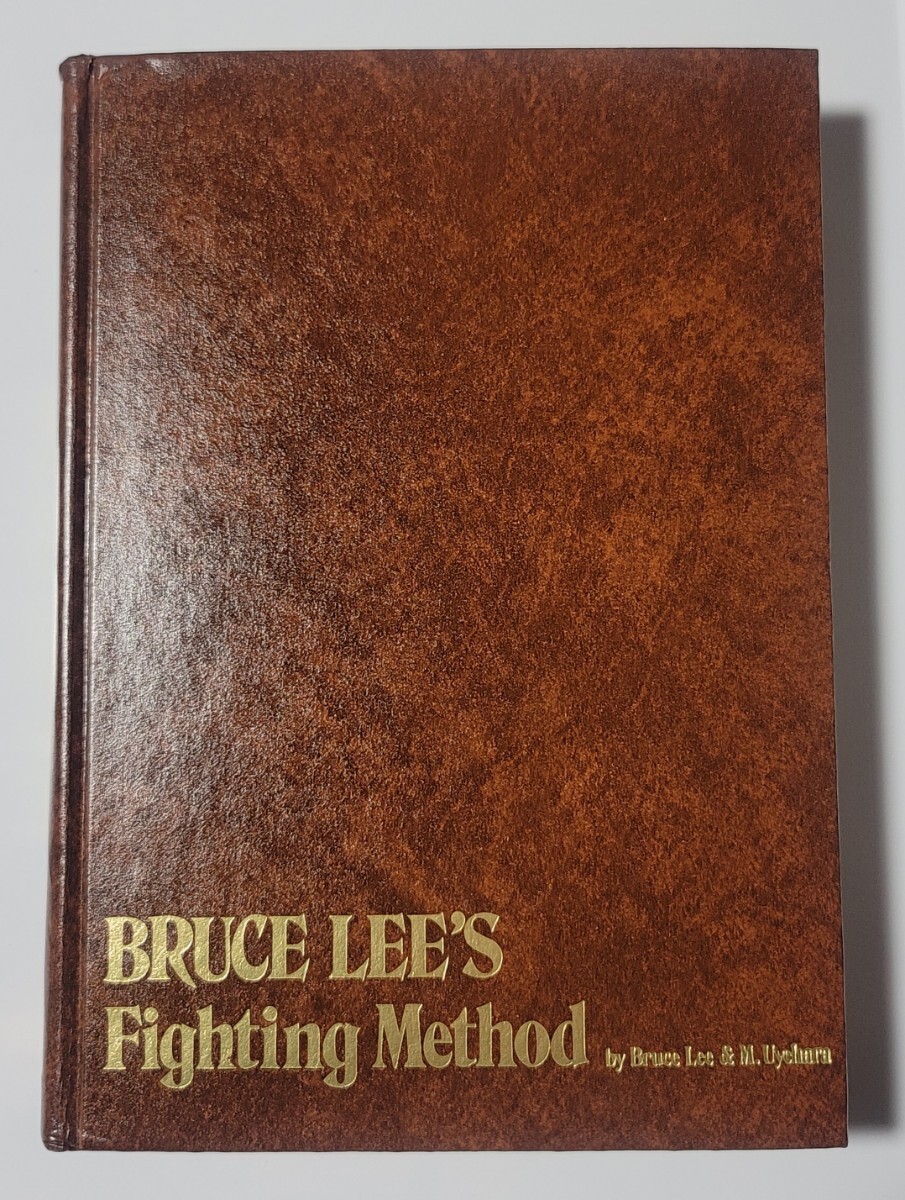 BRUCE LEE'S
Fighting Method by Bruce Lee & M. Uyehara